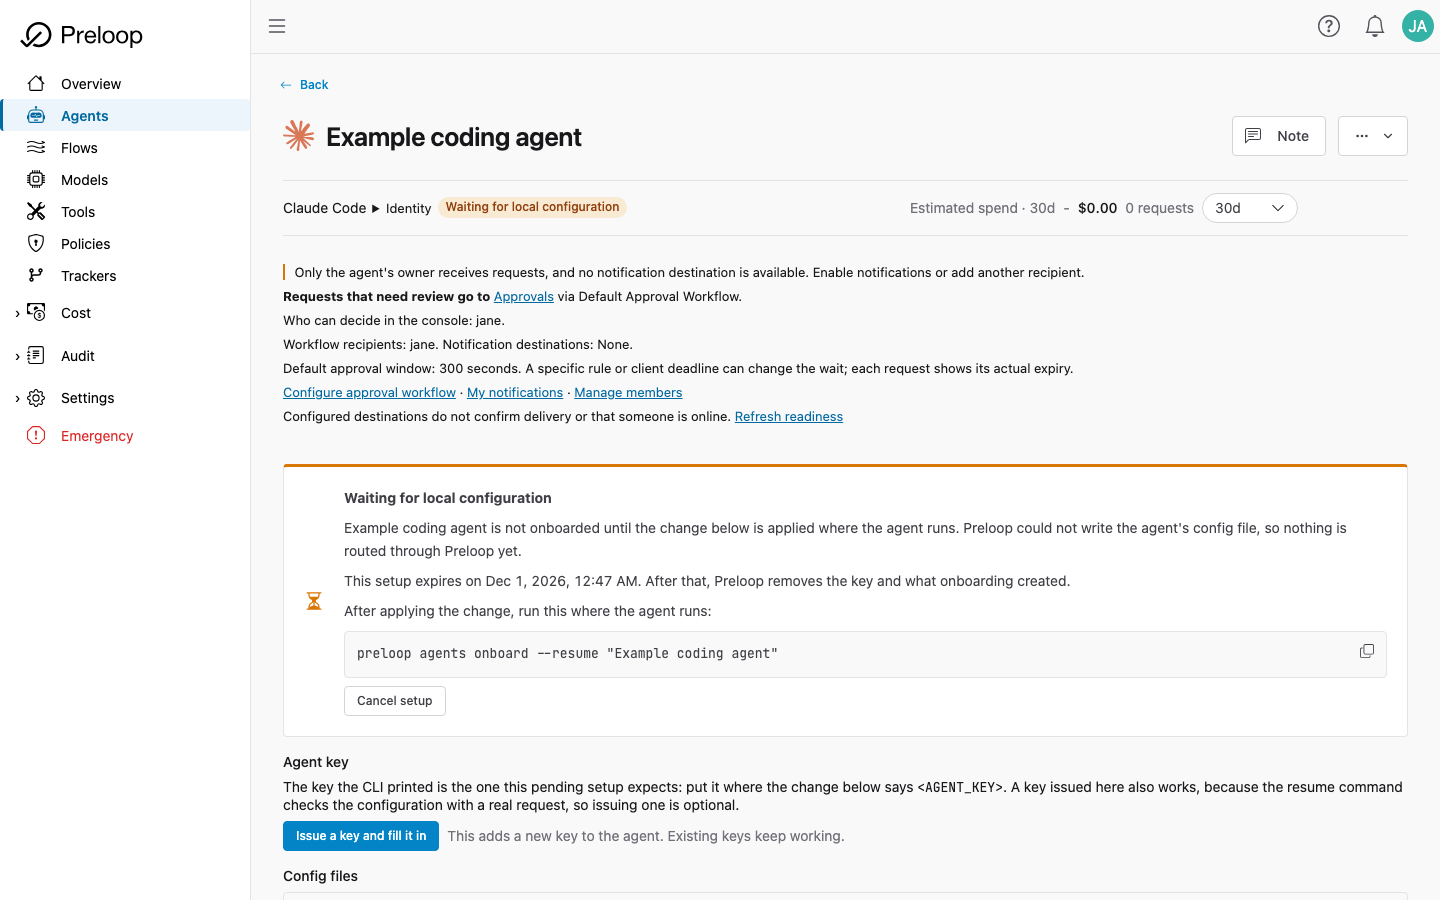 Preloop
JA
Overview
Agents
Flows
Models
Tools
Policies
Trackers
Cost
Audit
Settings
Emergency
← Back
Example coding agent
Note
Claude Code ▶ Identity Waiting for local configuration
Estimated spend · 30d - $0.00 0 requests 30d
Only the agent's owner receives requests, and no notification destination is available. Enable notifications or add another recipient.
Requests that need review go to Approvals via Default Approval Workflow.
Who can decide in the console: jane.
Workflow recipients: jane. Notification destinations: None.
Default approval window: 300 seconds. A specific rule or client deadline can change the wait; each request shows its actual expiry.
Configure approval workflow · My notifications · Manage members
Configured destinations do not confirm delivery or that someone is online. Refresh readiness
Waiting for local configuration
Example coding agent is not onboarded until the change below is applied where the agent runs. Preloop could not write the agent's config file, so nothing is
routed through Preloop yet.
This setup expires on Dec 1, 2026, 12:47 AM. After that, Preloop removes the key and what onboarding created.
After applying the change, run this where the agent runs:
preloop agents onboard --resume "Example coding agent"
Cancel setup
Agent key
The key the CLI printed is the one this pending setup expects: put it where the change below says <AGENT_KEY>. A key issued here also works, because the resume command
checks the configuration with a real request, so issuing one is optional.
Issue a key and fill it in
This adds a new key to the agent. Existing keys keep working.
Config files